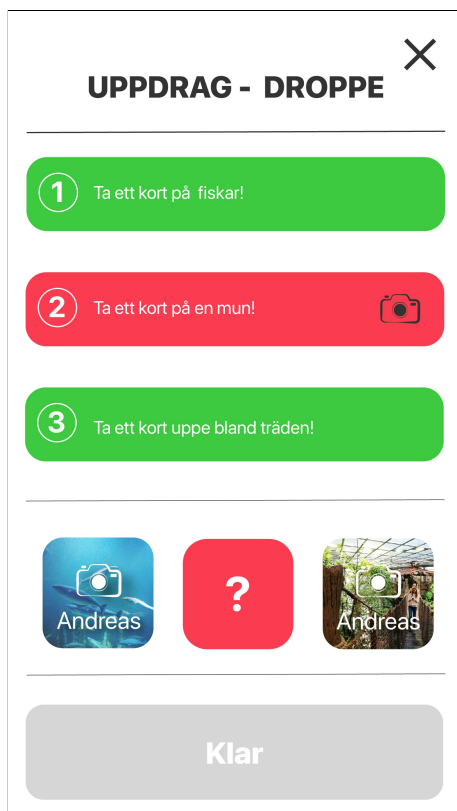 UPPDRAG - DROPPE
1 Ta ett kort på fiskar!
2 Ta ett kort på en mun!
3 Ta ett kort uppe bland träden!
Andreas ? Andreas
Klar